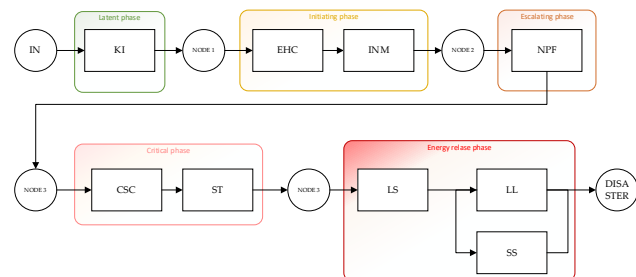 Latent phase
Initiating phase
Escalating phase
IN
KI
NODE 1
EHC
INM
NODE 2
NPF
Critical phase
Energy relase phase
NODE 3
CSC
ST
NODE 3
LS
LL
DISA
STER
SS